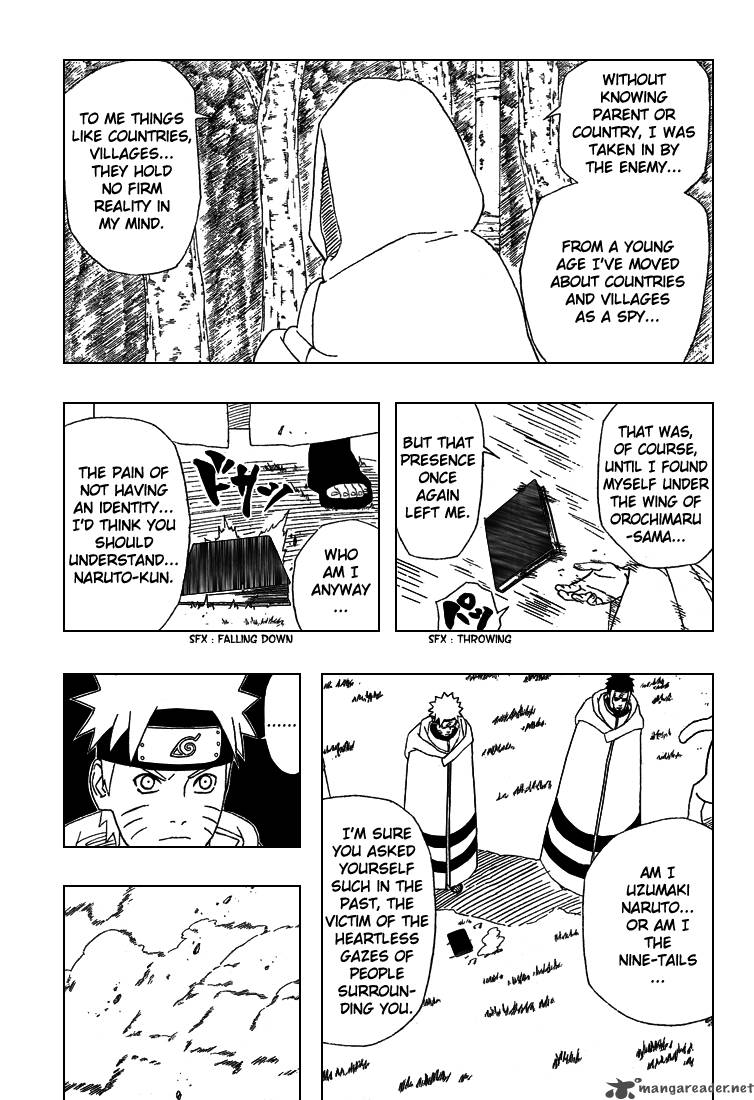 WITHOUT
KNOWING
PARENT OR
COUNTRY, I WAS
TAKEN IN BY
THE ENEMY...
FROM A YOUNG
AGE I'VE MOVED
ABOUT COUNTRIES
AND VILLAGES
AS A SPY...
TO ME THINGS
LIKE COUNTRIES,
VILLAGES...
THEY HOLD
NO FIRM
REALITY IN
MY MIND.
THAT WAS,
OF COURSE,
UNTIL I FOUND
MYSELF UNDER
THE WING OF
OROCHIMARU
-SAMA...
BUT THAT
PRESENCE
ONCE
AGAIN
LEFT ME.
SFX : THROWING
ドサッ
WHO
AM I
ANYWAY
...
THE PAIN OF
NOT HAVING
AN IDENTITY...
I'D THINK YOU
SHOULD
UNDERSTAND...
NARUTO-KUN.
SFX : FALLING DOWN
AM I
UZUMAKI
NARUTO...
OR AM I
THE
NINE-TAILS
...
I'M SURE
YOU ASKED
YOURSELF
SUCH IN THE
PAST, THE
VICTIM OF THE
HEARTLESS
GAZES OF
PEOPLE
SURROUN-
DING YOU.
........
mangareader.net